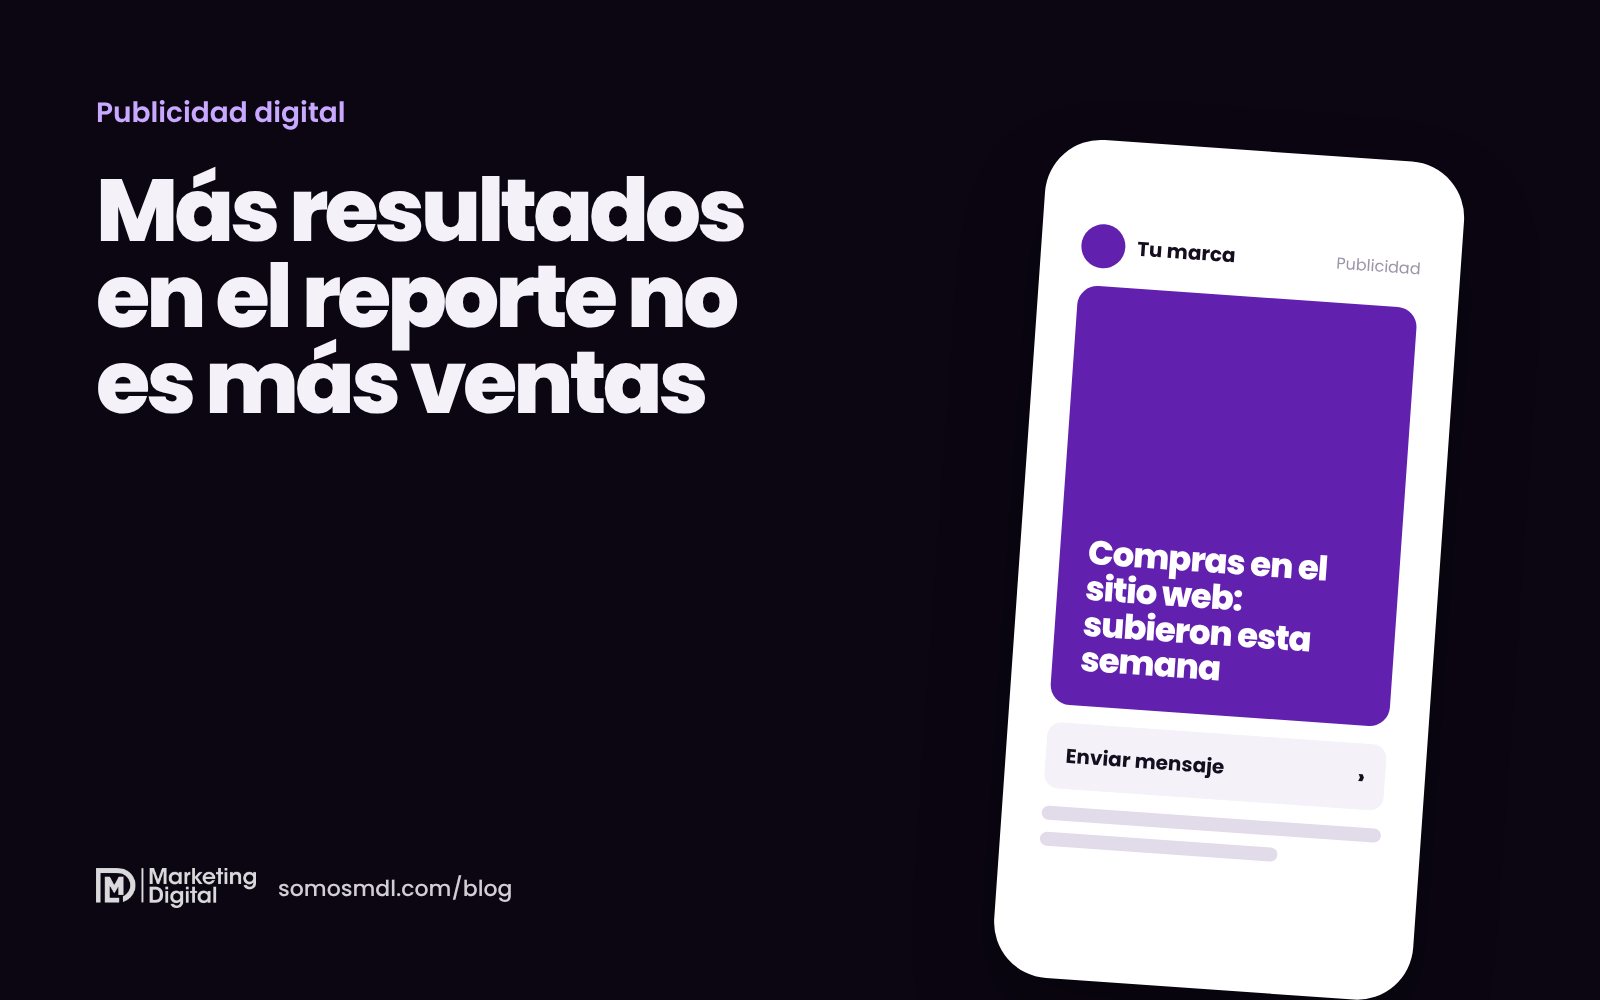 Publicidad digital
Más resultados
en el reporte no
es más ventas
Tu marca
Publicidad
Compras en el
sitio web:
subieron esta
semana
Enviar mensaje
Marketing
Digital
somosmdl.com/blog